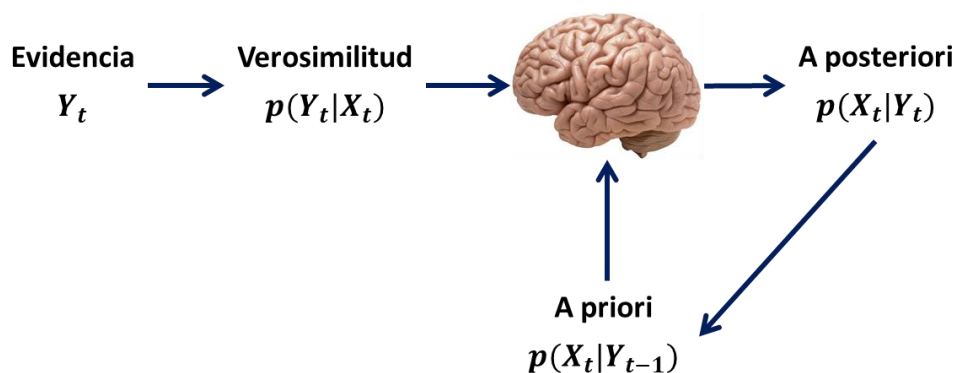 Evidencia
Y_t
Verosimilitud
p(Y_t|X_t)
A posteriori
p(X_t|Y_t)
A priori
p(X_t|Y_{t-1})